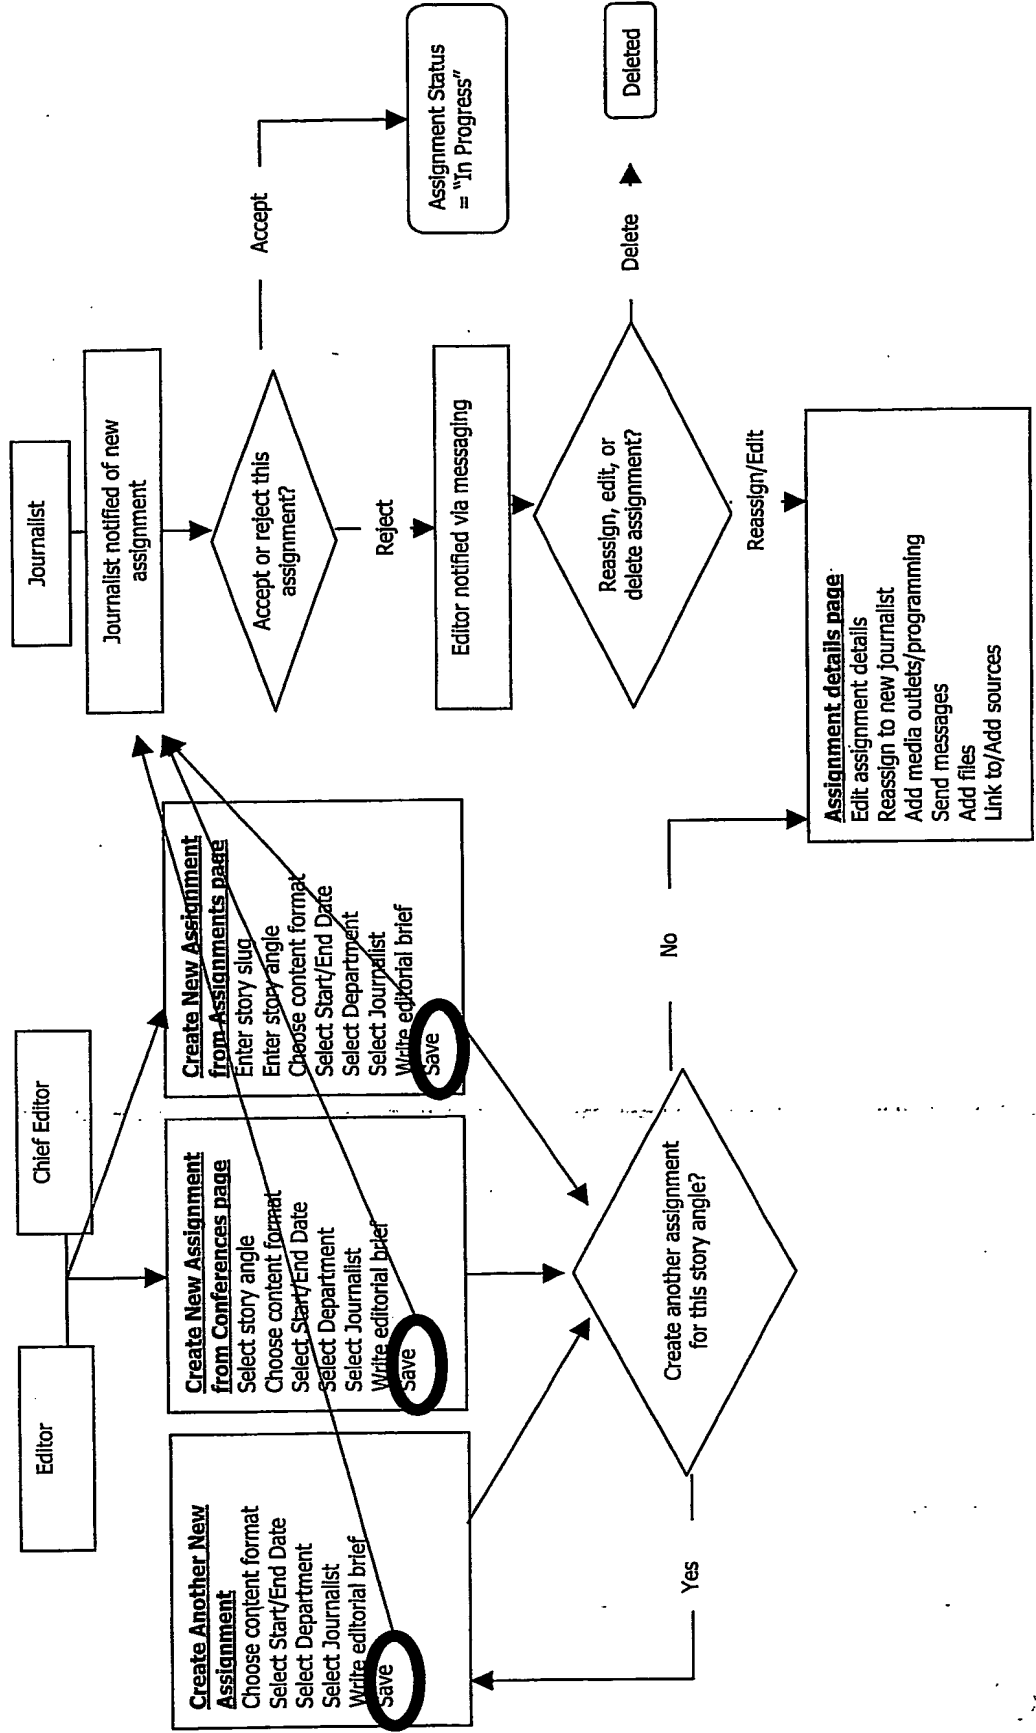 Editor
Chief Editor
Journalist
Create Another New
Assignment
Choose content format
Select Start/End Date
Select Department
Select Journalist
Write editorial brief
Save
Create New Assignment
from Conferences page
Select story angle
Choose content format
Select Start/End Date
Select Department
Select Journalist
Write editorial brief
Save
Create New Assignment
from Assignments page
Enter story slug
Enter story angle
Choose content format
Select Start/End Date
Select Department
Select Journalist
Write editorial brief
Save
Journalist notified of new
assignment
Accept or reject this
assignment?
Accept
Assignment Status
= "In Progress"
Reject
Editor notified via messaging
Reassign, edit, or
delete assignment?
Delete
Deleted
Reassign/Edit
Create another assignment
for this story angle?
Yes
No
Assignment details page
Edit assignment details
Reassign to new journalist
Add media outlets/programming
Send messages
Add files
Link to/Add sources